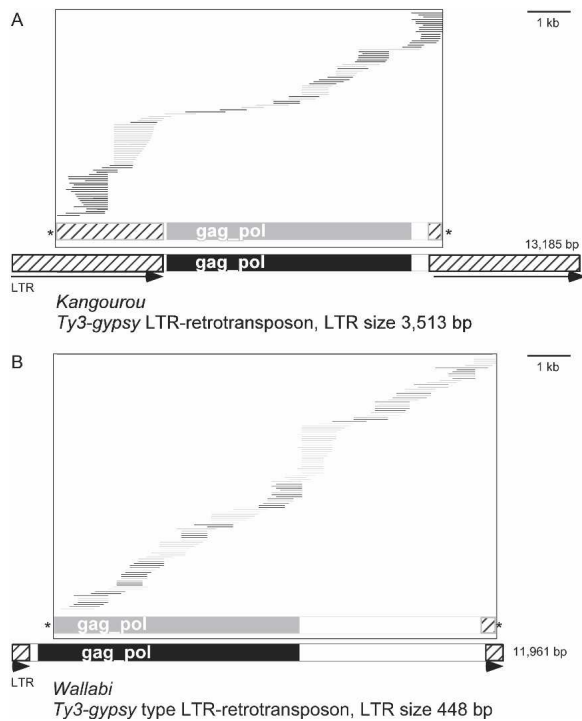 A
1 kb
* *
gag_pol
13,185 bp
gag_pol
LTR
Kangourou
Ty3-gypsy LTR-retrotransposon, LTR size 3,513 bp
B
1 kb
gag_pol
* *
gag_pol
11,961 bp
LTR
Wallabi
Ty3-gypsy type LTR-retrotransposon, LTR size 448 bp